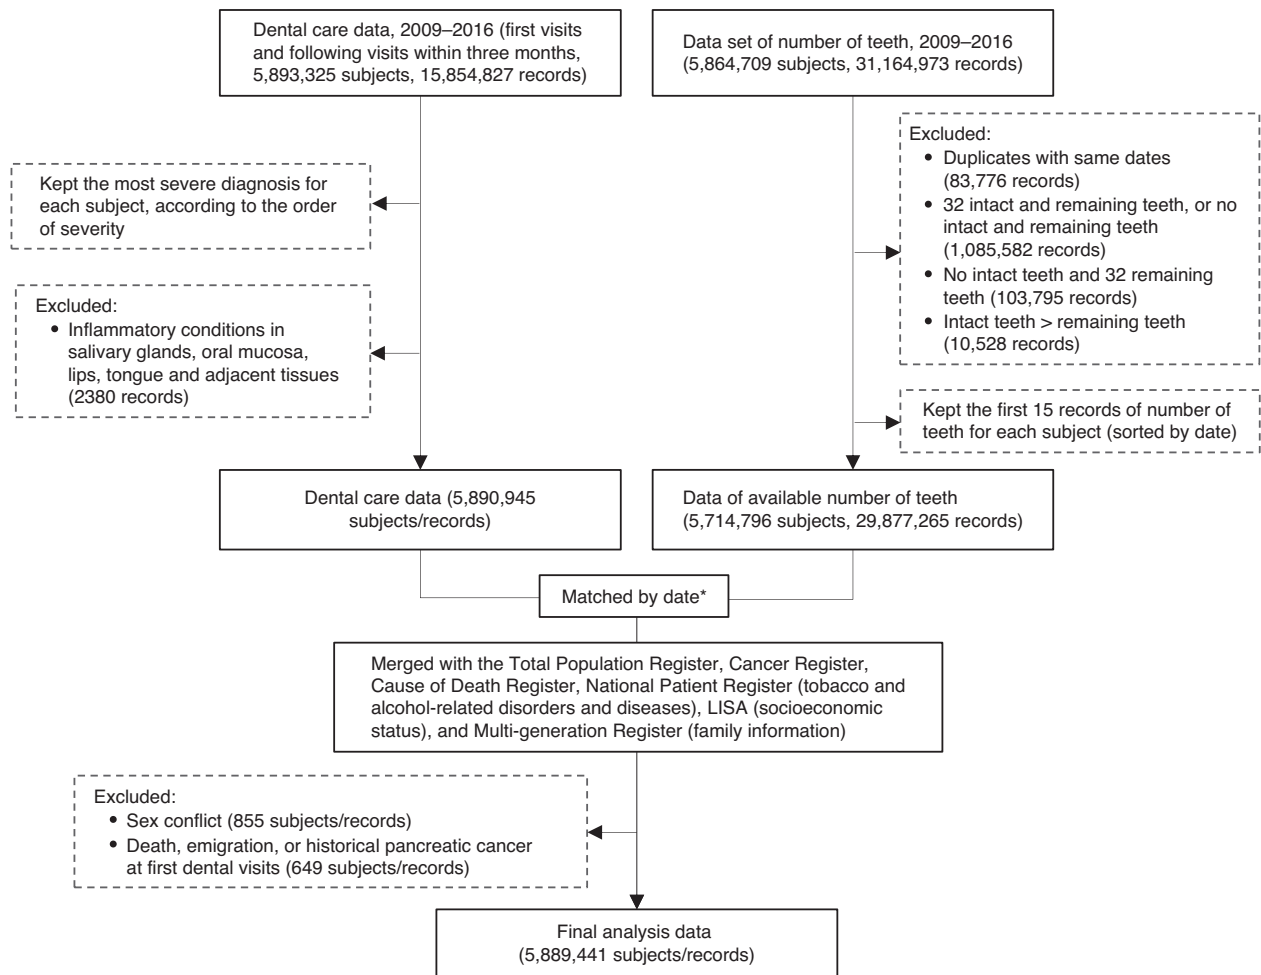 Dental care data, 2009–2016 (first visits
and following visits within three months,
5,893,325 subjects, 15,854,827 records)
Data set of number of teeth, 2009–2016
(5,864,709 subjects, 31,164,973 records)
Kept the most severe diagnosis for
each subject, according to the order
of severity
Excluded:
• Inflammatory conditions in
salivary glands, oral mucosa,
lips, tongue and adjacent tissues
(2380 records)
Excluded:
• Duplicates with same dates
(83,776 records)
• 32 intact and remaining teeth, or no
intact and remaining teeth
(1,085,582 records)
• No intact teeth and 32 remaining
teeth (103,795 records)
• Intact teeth > remaining teeth
(10,528 records)
Kept the first 15 records of number of
teeth for each subject (sorted by date)
Dental care data (5,890,945
subjects/records)
Data of available number of teeth
(5,714,796 subjects, 29,877,265 records)
Matched by date*
Merged with the Total Population Register, Cancer Register,
Cause of Death Register, National Patient Register (tobacco and
alcohol-related disorders and diseases), LISA (socioeconomic
status), and Multi-generation Register (family information)
Excluded:
• Sex conflict (855 subjects/records)
• Death, emigration, or historical pancreatic cancer
at first dental visits (649 subjects/records)
Final analysis data
(5,889,441 subjects/records)